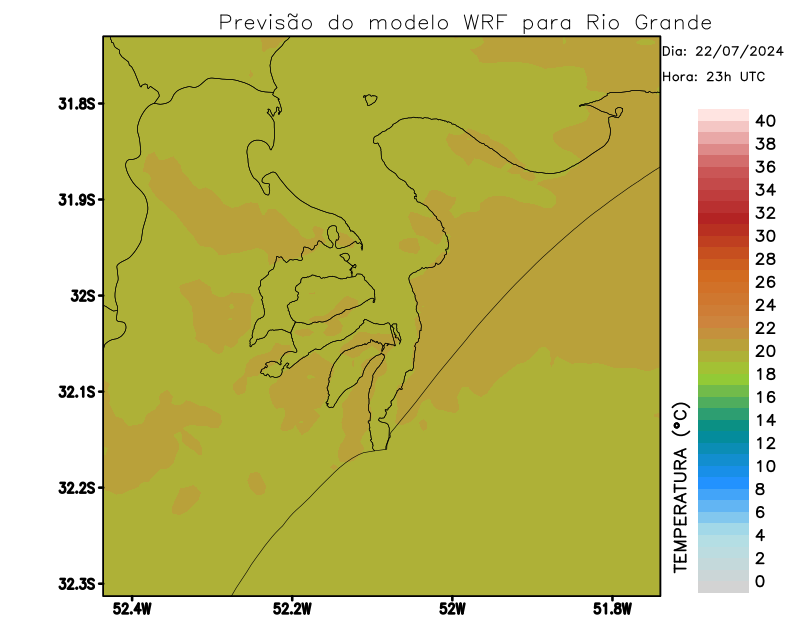 Previsão do modelo WRF para Rio Grande
Dia: 22/07/2024
Hora: 23h UTC
31.8S
31.9S
32S
32.1S
32.2S
32.3S
52.4W
52.2W
52W
51.8W
TEMPERATURA (°C)
40
38
36
34
32
30
28
26
24
22
20
18
16
14
12
10
8
6
4
2
0